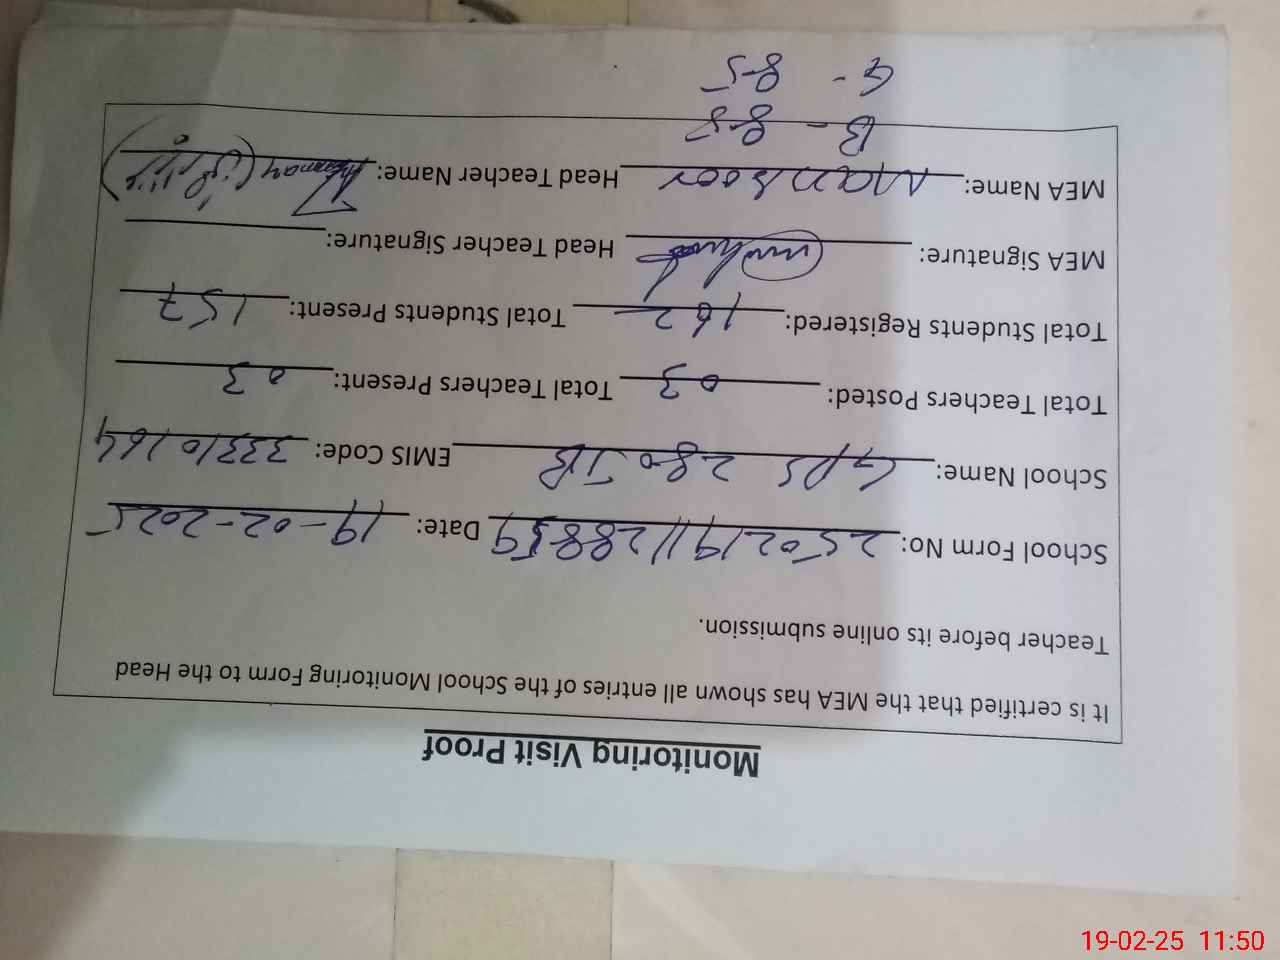 Monitoring Visit Proof
It is certified that the MEA has shown all entries of the School Monitoring Form to the Head
Teacher before its online submission.
School Form No: 2502191128859 Date: 19-02-2025
School Name: GPS 280 JB EMIS Code: 33310164
Total Teachers Posted: 03 Total Teachers Present: 03
Total Students Registered: 162 Total Students Present: 157
MEA Signature: Head Teacher Signature:
MEA Name: Mansoor Head Teacher Name:
B - 8-8
G - 8-5
19-02-25 11:50